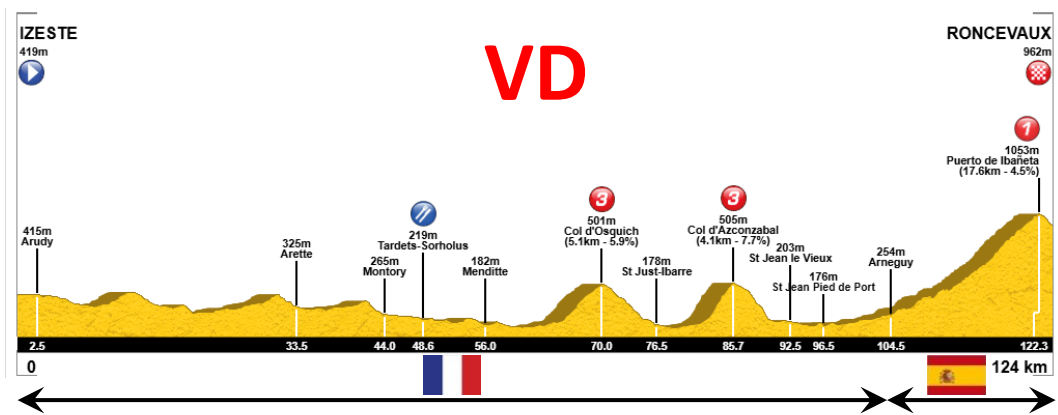 IZESTE
419m
VD
RONCEVAUX
962m
1
1053m
Puerto de Ibañeta
(17.6km - 4.5%)
3
501m
Col d'Osquich
(5.1km - 5.9%)
3
505m
Col d'Azconzabal
(4.1km - 7.7%)
415m
Arudy
325m
Arette
265m
Montory
219m
Tardets-Sorholus
182m
Menditte
178m
St Just-Ibarre
203m
St Jean le Vieux
176m
St Jean Pied de Port
254m
Arneguy
2.5 33.5 44.0 48.6 56.0 70.0 76.5 85.7 92.5 96.5 104.5 122.3
0 124 km